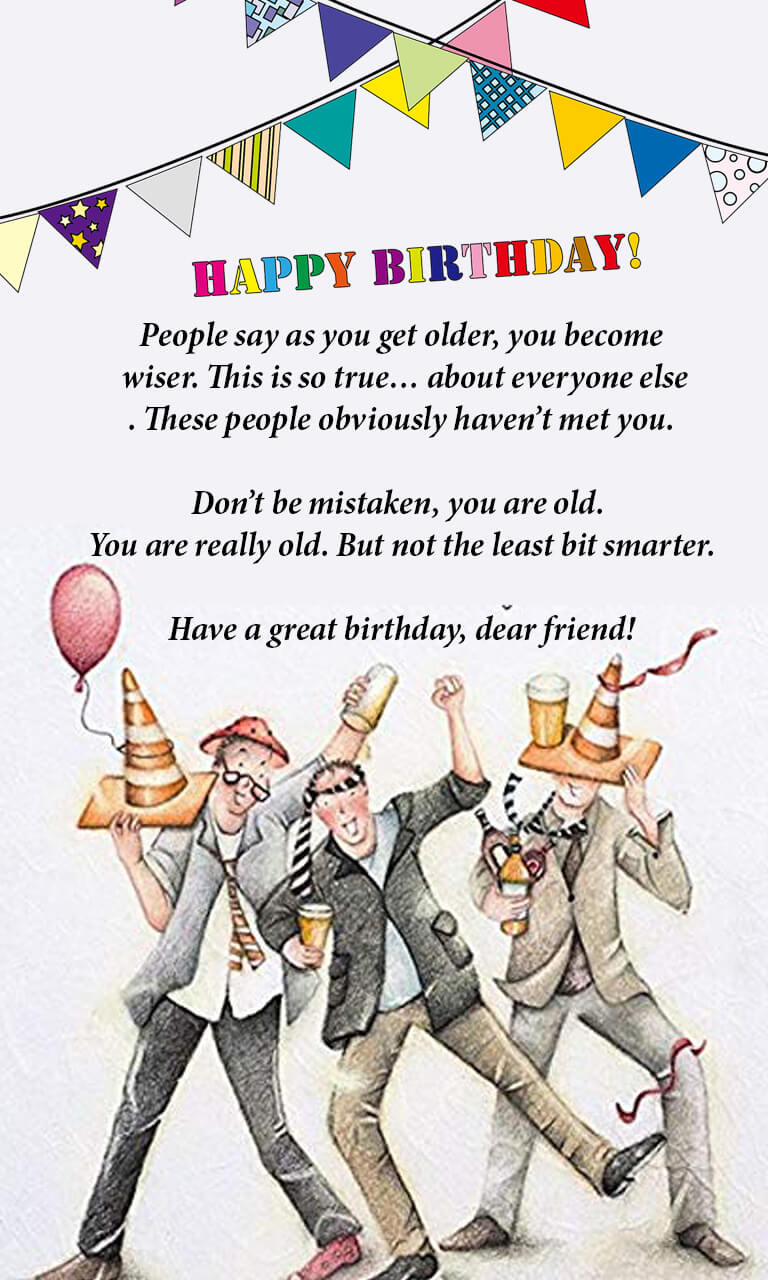 HAPPY BIRTHDAY!
People say as you get older, you become
wiser. This is so true... about everyone else
. These people obviously haven't met you.
Don't be mistaken, you are old.
You are really old. But not the least bit smarter.
Have a great birthday, dear friend!